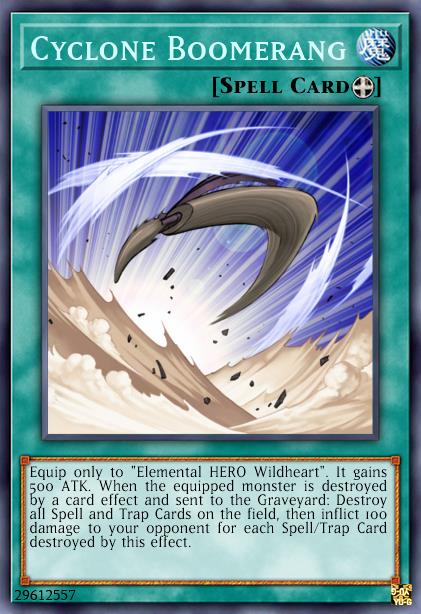 Cyclone Boomerang
[Spell Card]
Equip only to "Elemental HERO Wildheart". It gains
500 ATK. When the equipped monster is destroyed
by a card effect and sent to the Graveyard: Destroy
all Spell and Trap Cards on the field, then inflict 100
damage to your opponent for each Spell/Trap Card
destroyed by this effect.
29612557